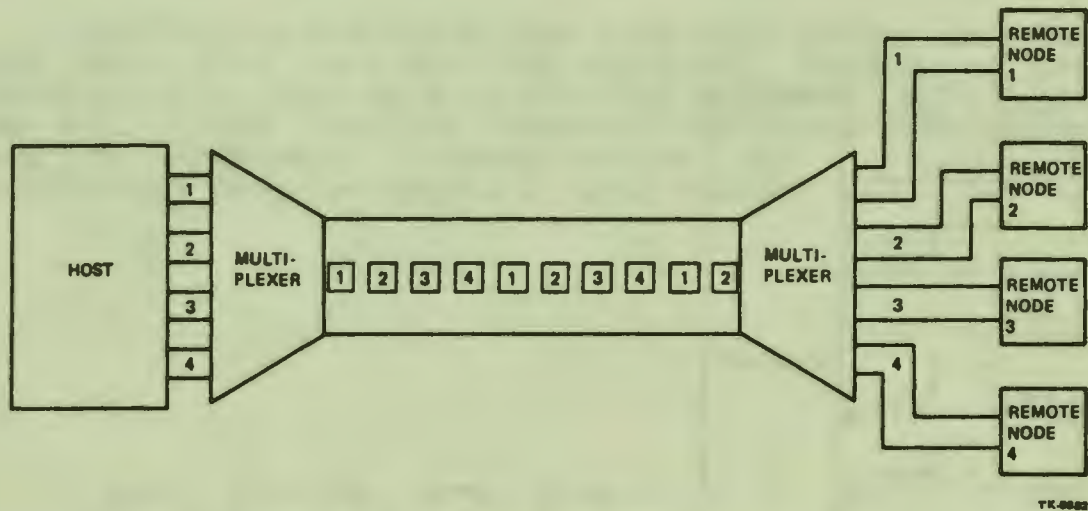 HOST
1
2
3
4
MULTI-
PLEXER
1 2 3 4 1 2 3 4 1 2
MULTI-
PLEXER
1
2
3
4
REMOTE
NODE
1
REMOTE
NODE
2
REMOTE
NODE
3
REMOTE
NODE
4